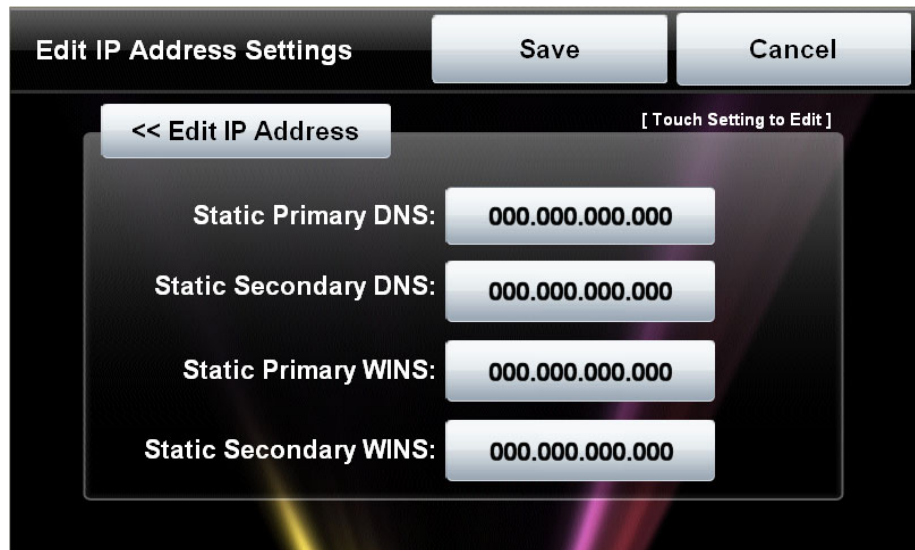 Edit IP Address Settings Save Cancel
<< Edit IP Address [ Touch Setting to Edit ]
Static Primary DNS: 000.000.000.000
Static Secondary DNS: 000.000.000.000
Static Primary WINS: 000.000.000.000
Static Secondary WINS: 000.000.000.000